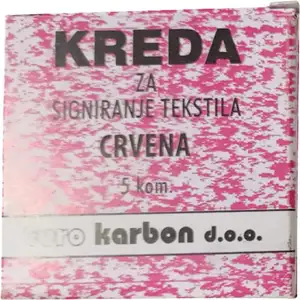 KREDA
ZA
SIGNIRANJE TEKSTILA
CRVENA
5 kom.
karbon d.o.o.